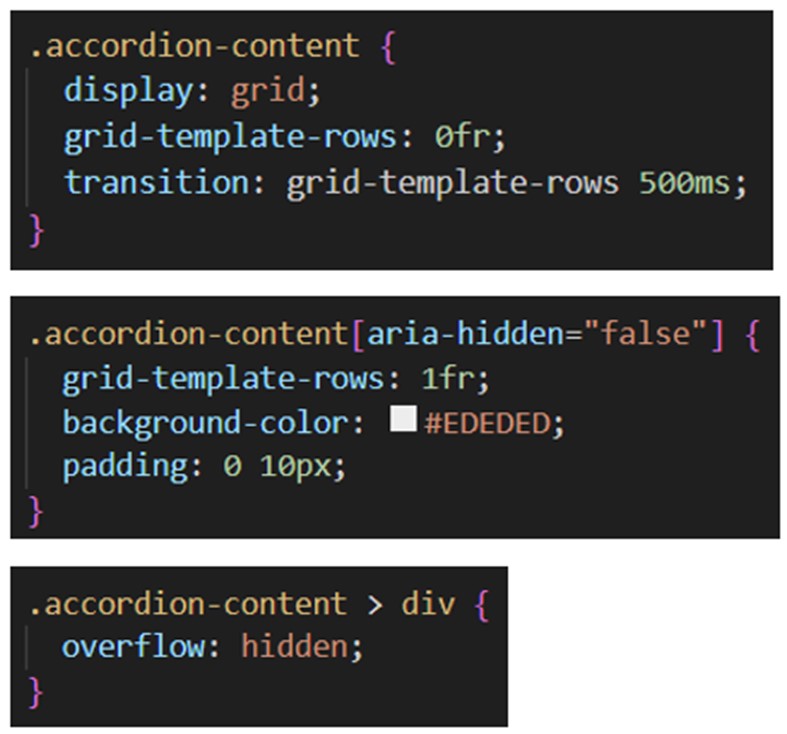 .accordion-content {
display: grid;
grid-template-rows: 0fr;
transition: grid-template-rows 500ms;
}
.accordion-content[aria-hidden="false"] {
grid-template-rows: 1fr;
background-color: #EDEDED;
padding: 0 10px;
}
.accordion-content > div {
overflow: hidden;
}